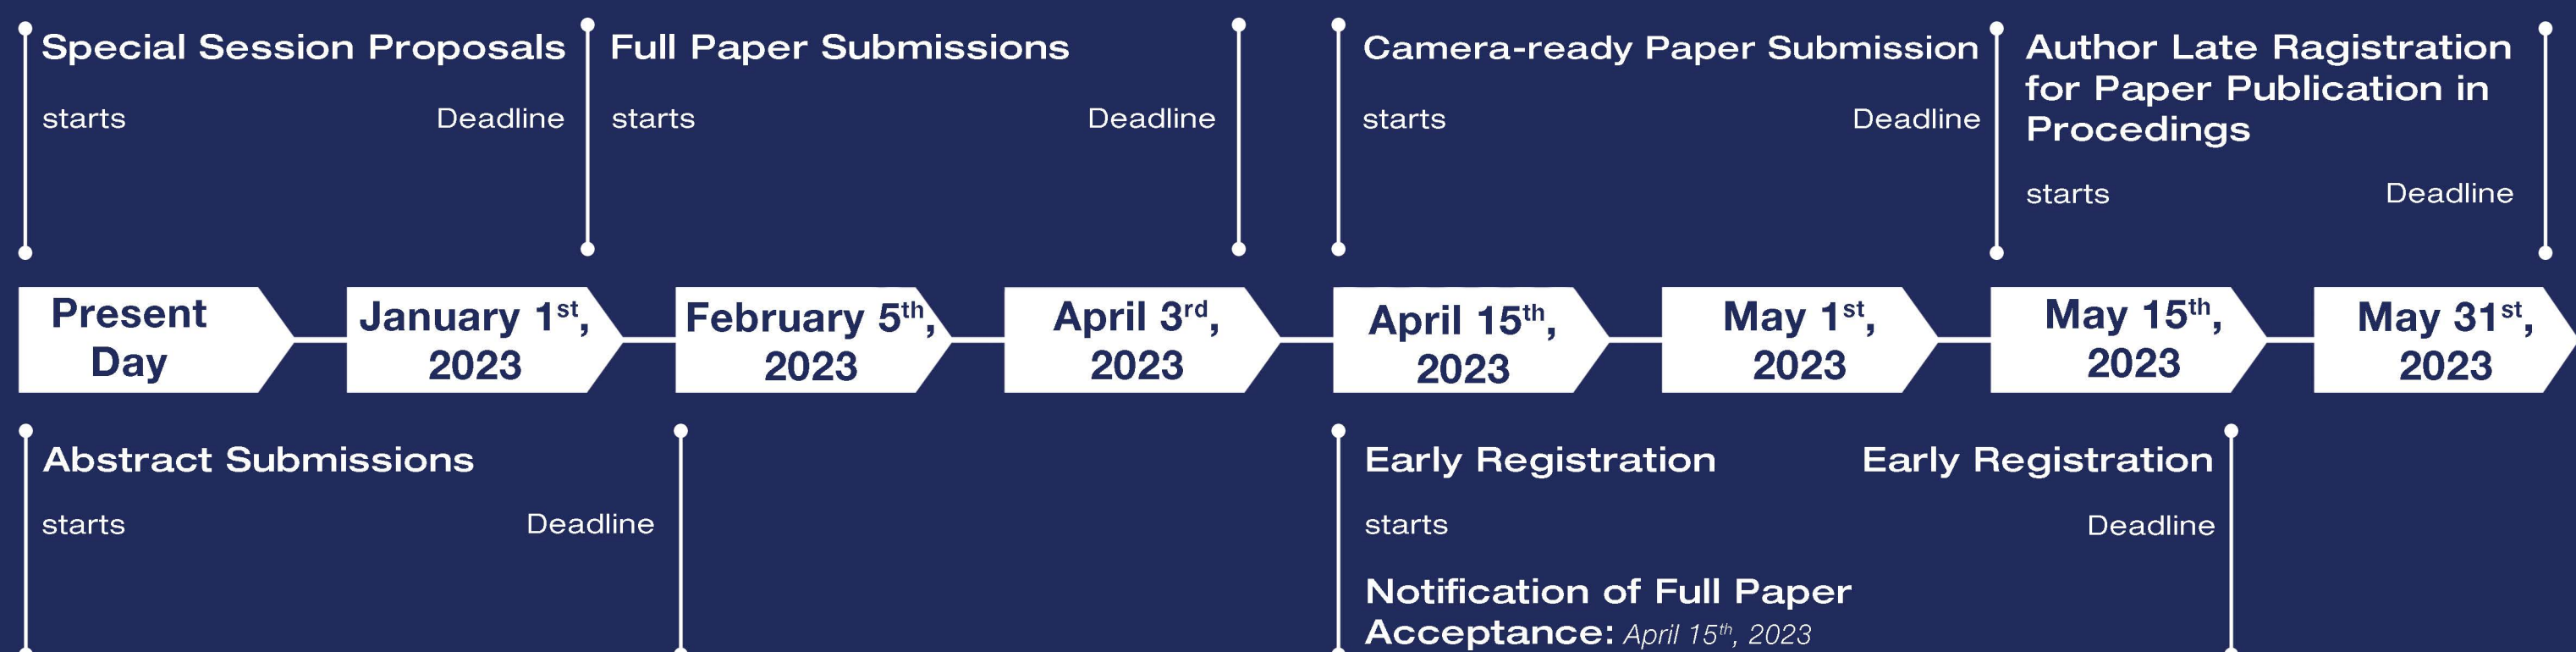 Special Session Proposals
starts Deadline
Full Paper Submissions
starts Deadline
Camera-ready Paper Submission
starts Deadline
Author Late Ragistration
for Paper Publication in
Procedings
starts Deadline
Present
Day
January 1st,
2023
February 5th,
2023
April 3rd,
2023
April 15th,
2023
May 1st,
2023
May 15th,
2023
May 31st,
2023
Abstract Submissions
starts Deadline
Early Registration
starts
Early Registration
Deadline
Notification of Full Paper
Acceptance: April 15th, 2023